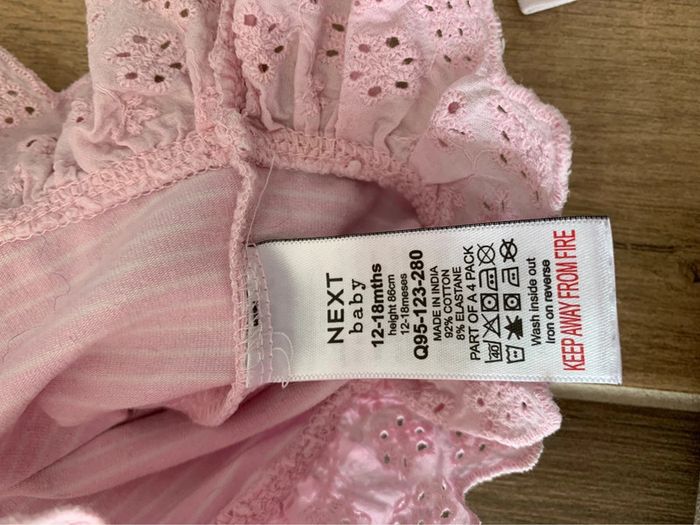 NEXT
baby
12-18mths
height 86cm
12-18meses
Q95-123-280
MADE IN INDIA
92% COTTON
8% ELASTANE
PART OF A 4 PACK
40
Wash inside out
Iron on reverse
KEEP AWAY FROM FIRE